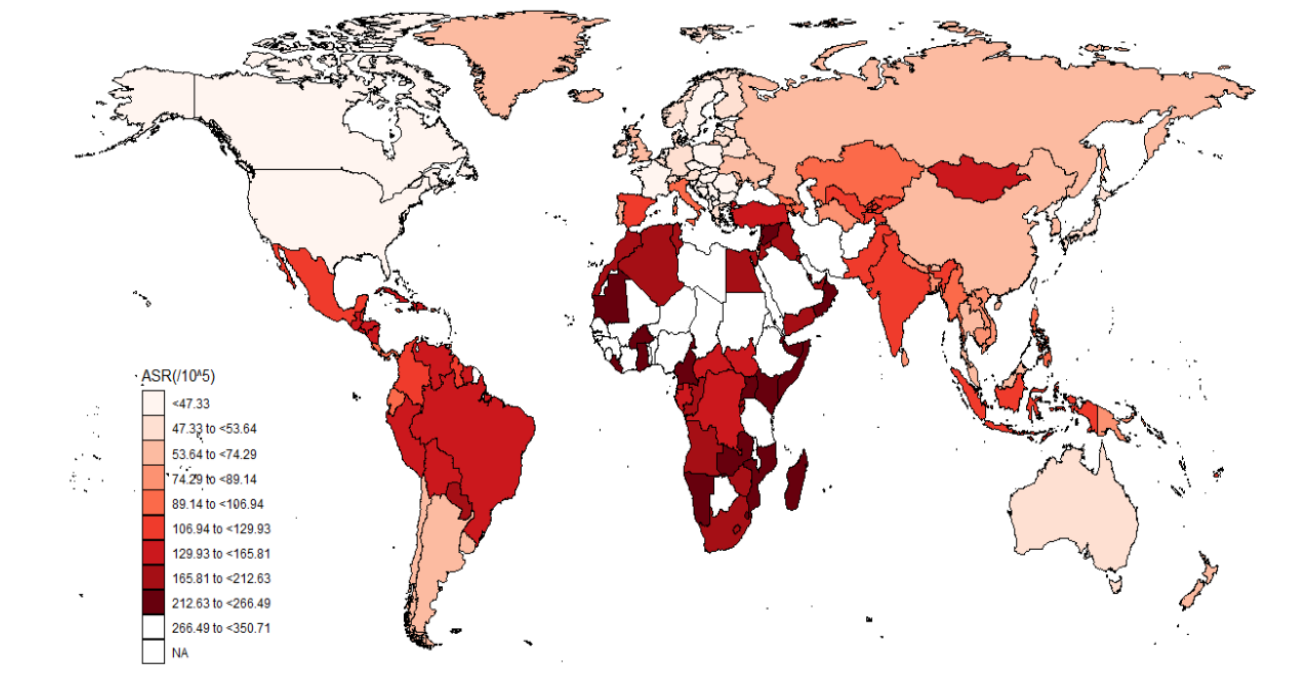 ASR(/10^5)
<47.33
47.33 to <53.64
53.64 to <74.29
74.29 to <89.14
89.14 to <106.94
106.94 to <129.93
129.93 to <165.81
165.81 to <212.63
212.63 to <266.49
266.49 to <350.71
NA